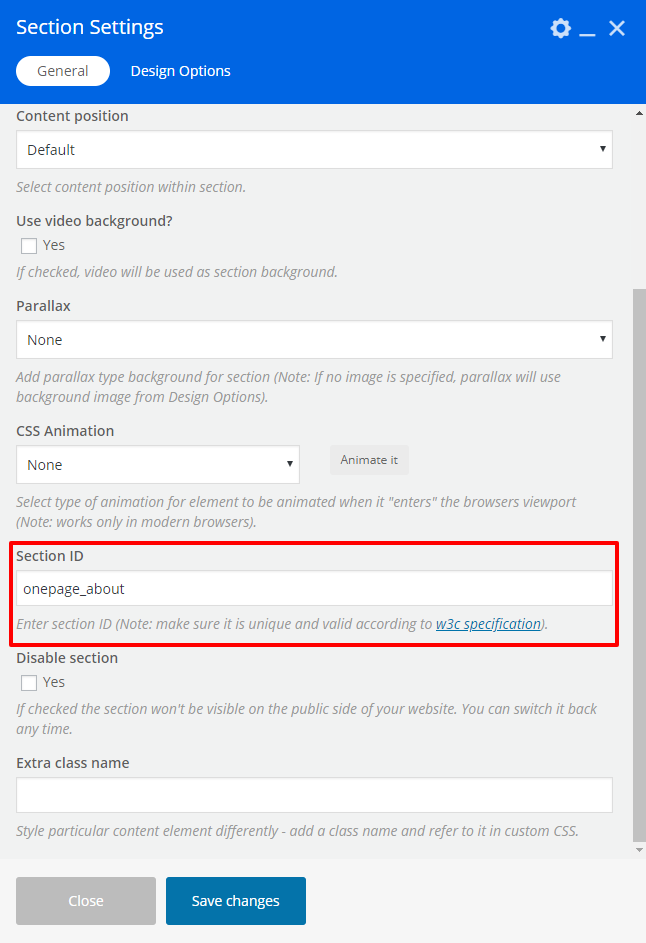 Section Settings
General
Design Options
Content position
Default
Select content position within section.
Use video background?
Yes
If checked, video will be used as section background.
Parallax
None
Add parallax type background for section (Note: If no image is specified, parallax will use
background image from Design Options).
CSS Animation
None
Animate it
Select type of animation for element to be animated when it "enters" the browsers viewport
(Note: works only in modern browsers).
Section ID
onepage_about
Enter section ID (Note: make sure it is unique and valid according to w3c specification).
Disable section
Yes
If checked the section won't be visible on the public side of your website. You can switch it back
any time.
Extra class name
Style particular content element differently - add a class name and refer to it in custom CSS.
Close
Save changes